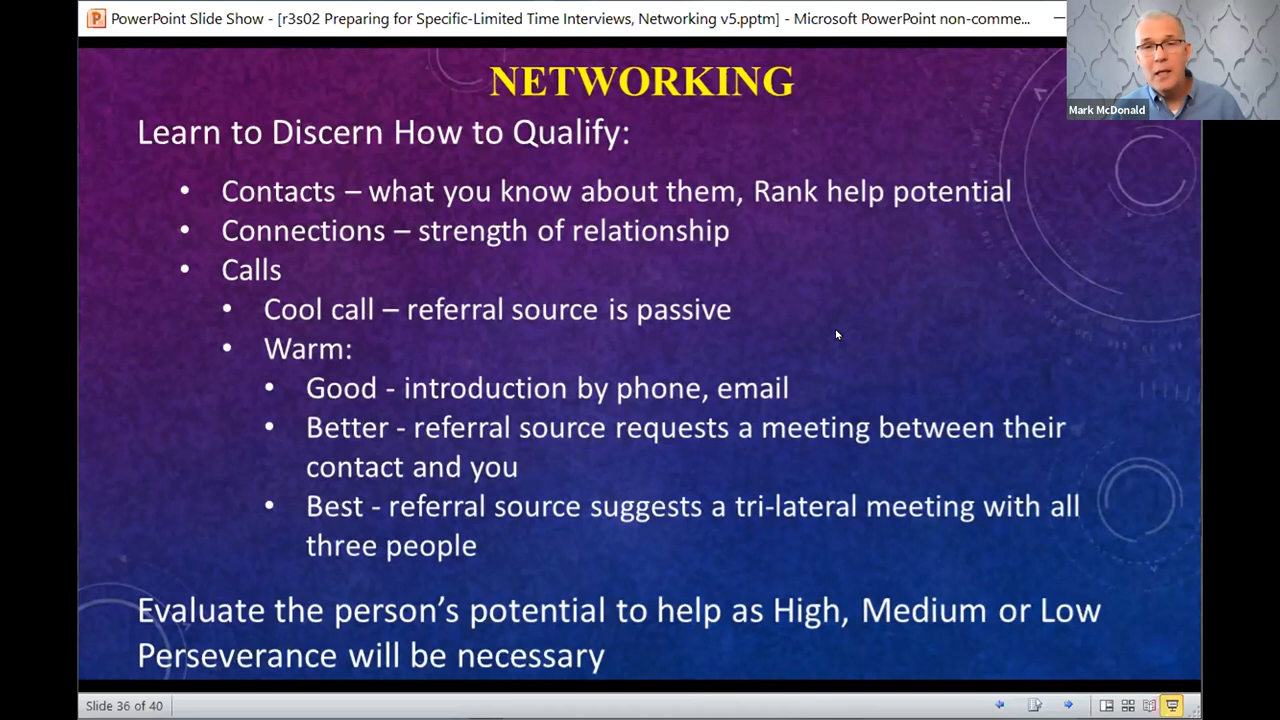 PowerPoint Slide Show - [r3s02 Preparing for Specific-Limited Time Interviews, Networking v5.pptm] - Microsoft PowerPoint non-comme...
Mark McDonald
NETWORKING
Learn to Discern How to Qualify:
• Contacts – what you know about them, Rank help potential
• Connections – strength of relationship
• Calls
• Cool call – referral source is passive
• Warm:
• Good - introduction by phone, email
• Better - referral source requests a meeting between their
contact and you
• Best - referral source suggests a tri-lateral meeting with all
three people
Evaluate the person’s potential to help as High, Medium or Low
Perseverance will be necessary
Slide 36 of 40